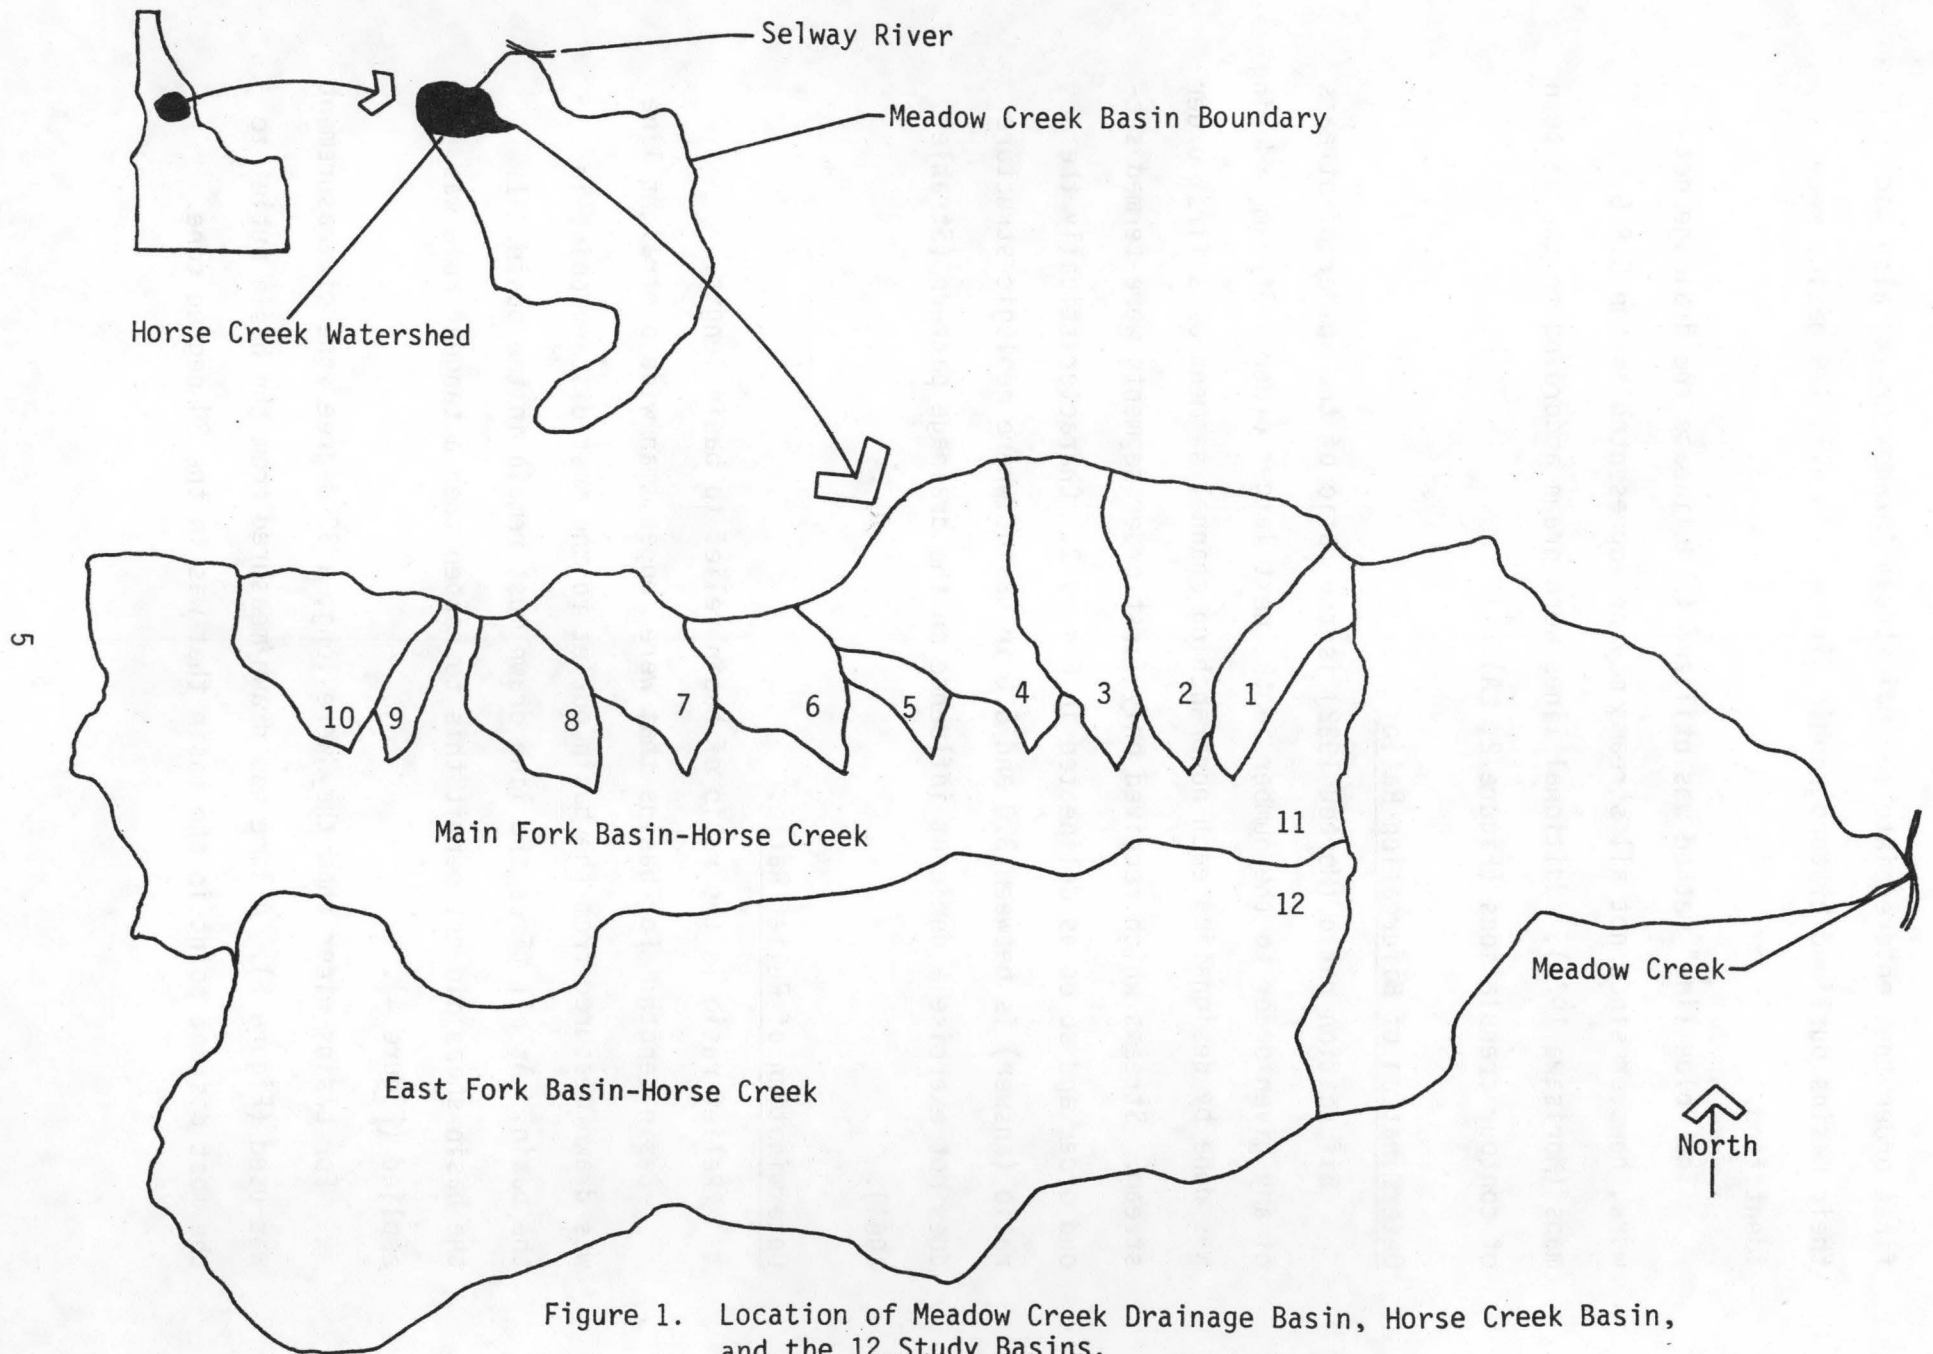 Selway River
Meadow Creek Basin Boundary
Horse Creek Watershed
10
9
8
7
6
5
4
3
2
1
Main Fork Basin-Horse Creek
11
12
Meadow Creek
East Fork Basin-Horse Creek
North
5
Figure 1. Location of Meadow Creek Drainage Basin, Horse Creek Basin,
and the 12 Study Basins.